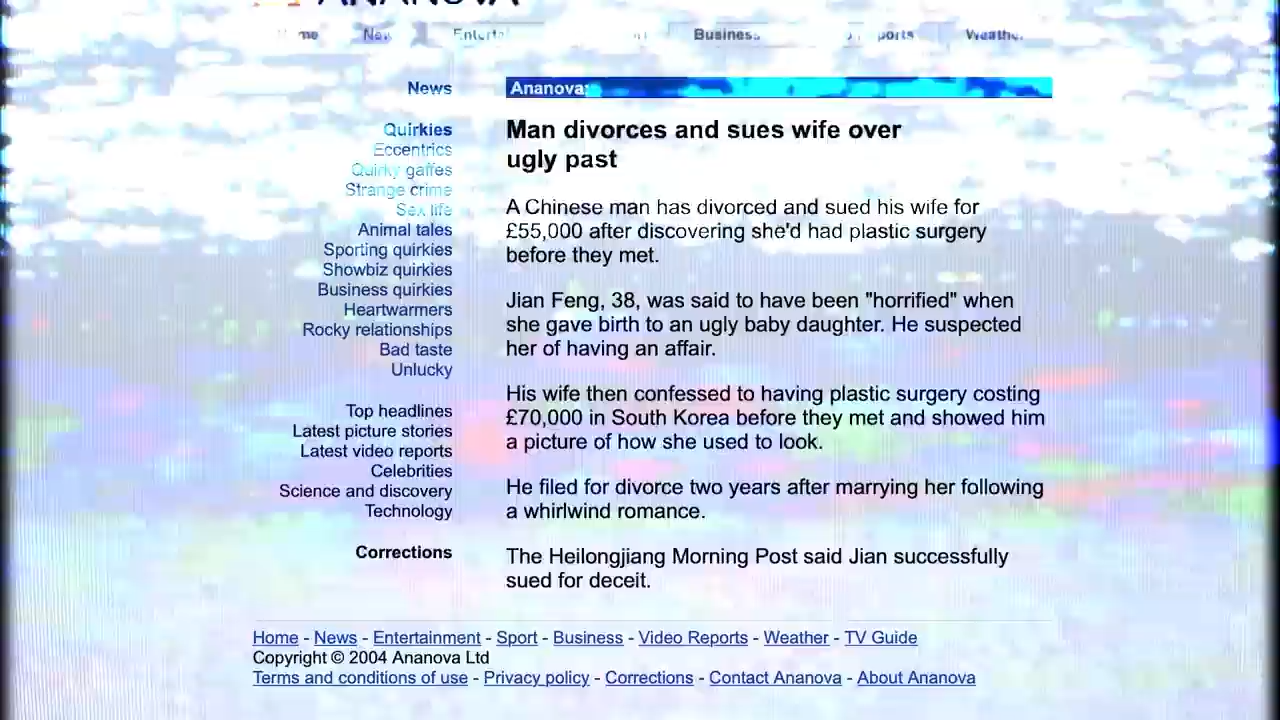 ANANOVA
Business
Weather
News
Ananova:
Quirkies
Eccentrics
Quirky gaffes
Strange crime
Sex life
Animal tales
Sporting quirkies
Showbiz quirkies
Business quirkies
Heartwarmers
Rocky relationships
Bad taste
Unlucky
Top headlines
Latest picture stories
Latest video reports
Celebrities
Science and discovery
Technology
Corrections
Man divorces and sues wife over
ugly past
A Chinese man has divorced and sued his wife for
£55,000 after discovering she'd had plastic surgery
before they met.
Jian Feng, 38, was said to have been "horrified" when
she gave birth to an ugly baby daughter. He suspected
her of having an affair.
His wife then confessed to having plastic surgery costing
£70,000 in South Korea before they met and showed him
a picture of how she used to look.
He filed for divorce two years after marrying her following
a whirlwind romance.
The Heilongjiang Morning Post said Jian successfully
sued for deceit.
Home - News - Entertainment - Sport - Business - Video Reports - Weather - TV Guide
Copyright © 2004 Ananova Ltd
Terms and conditions of use - Privacy policy - Corrections - Contact Ananova - About Ananova